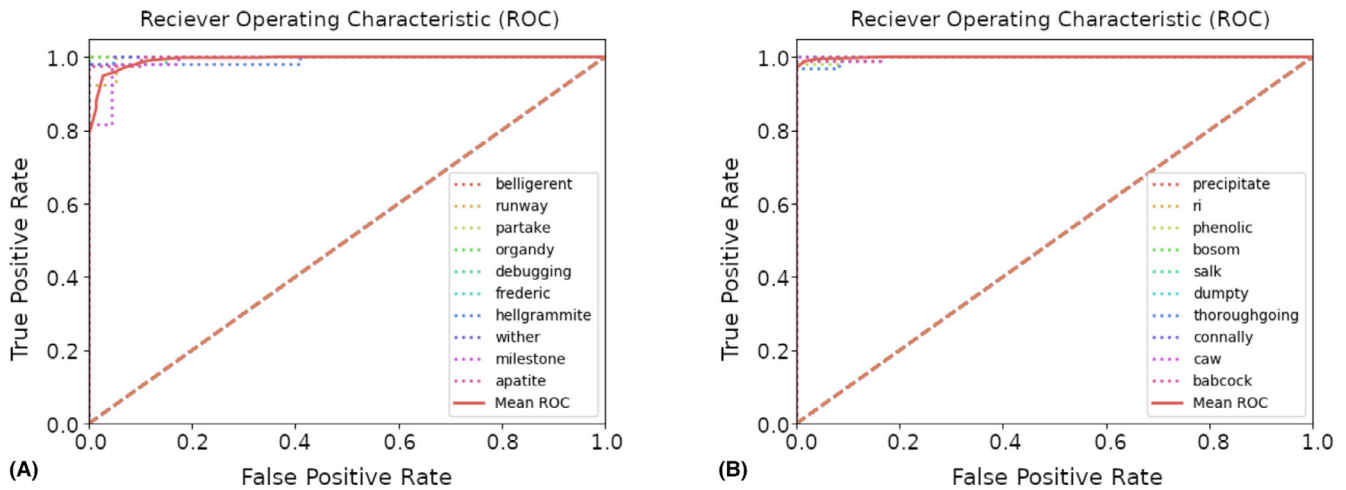 Reciever Operating Characteristic (ROC)
1.0
0.8
0.6
0.4
0.2
0.0
True Positive Rate
belligerent
runway
partake
organdy
debugging
frederic
hellgrammite
wither
milestone
apatite
Mean ROC
0.0 0.2 0.4 0.6 0.8 1.0
False Positive Rate
(A)
Reciever Operating Characteristic (ROC)
1.0
0.8
0.6
0.4
0.2
0.0
True Positive Rate
precipitate
ri
phenolic
bosom
salk
dumpty
thoroughgoing
connally
caw
babcock
Mean ROC
0.0 0.2 0.4 0.6 0.8 1.0
False Positive Rate
(B)